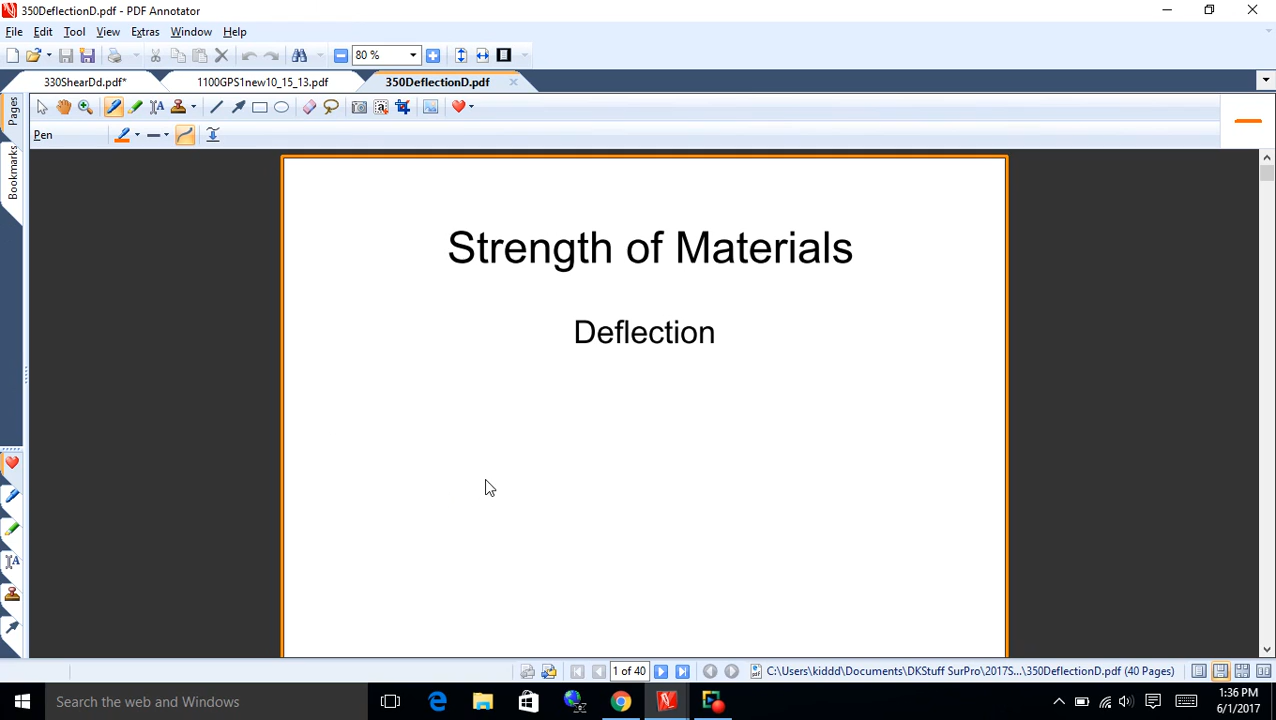 350DeflectionD.pdf - PDF Annotator
File Edit Tool Extras View Window Help
80 %
330ShearDd.pdf* 1100GPS1new10_15_13.pdf 350DeflectionD.pdf
Pages
Bookmarks
Pen
Strength of Materials
Deflection
1 of 40
C:\Users\kiddd\Documents\DKStuff SurPro\2017S...\350DeflectionD.pdf (40 Pages)
Search the web and Windows
1:36 PM
6/1/2017